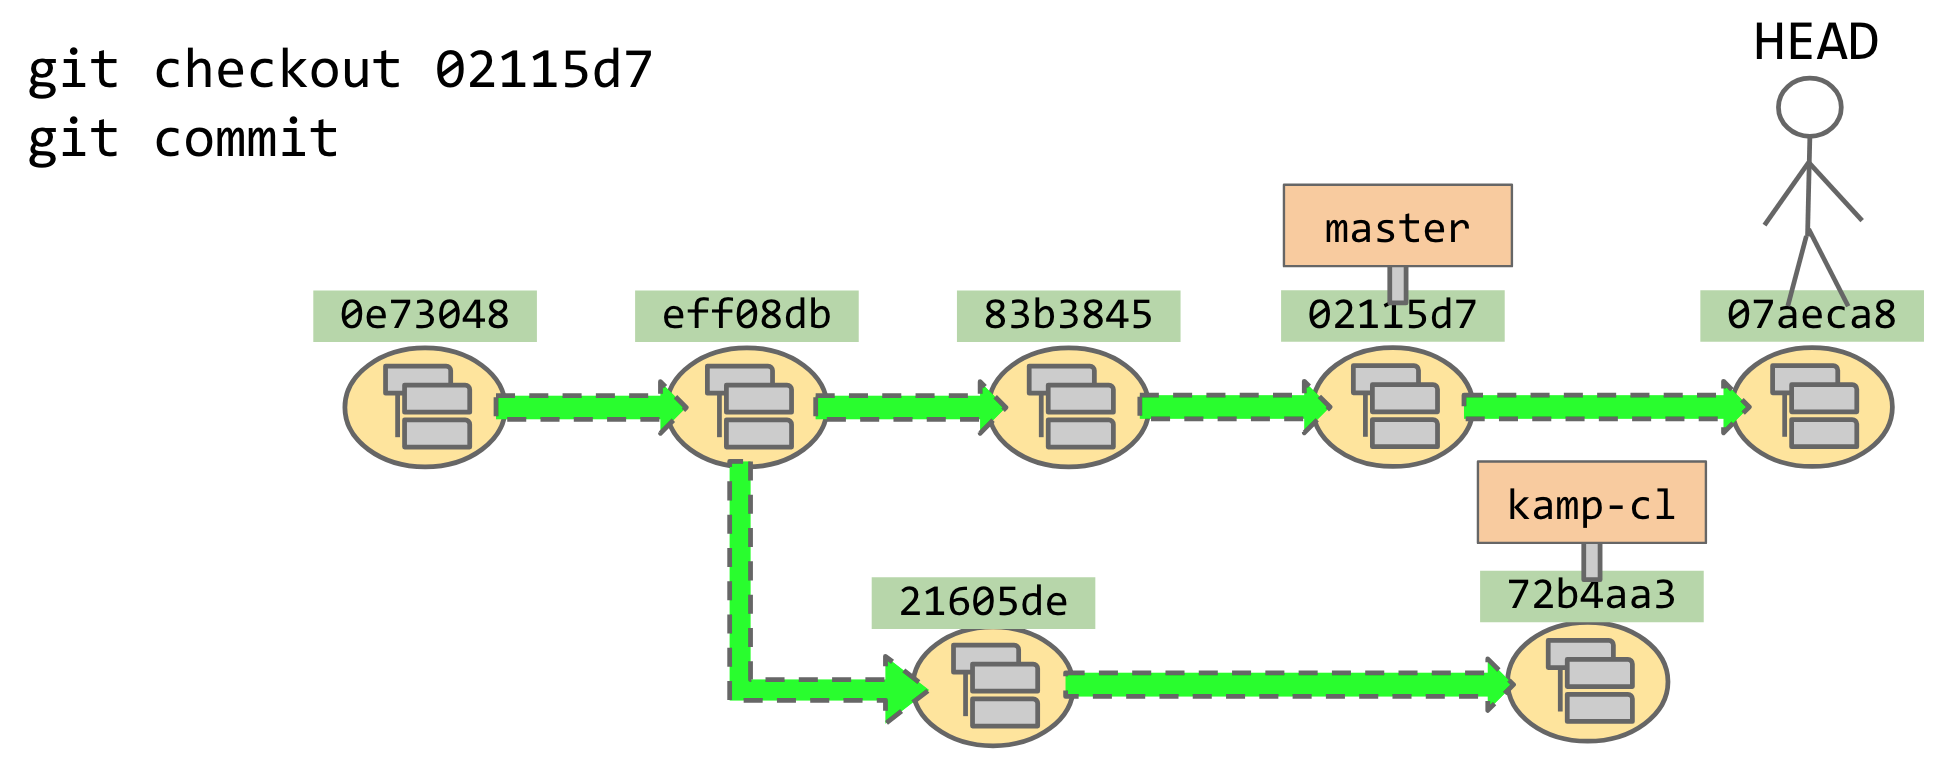 git checkout 02115d7
git commit
HEAD
master
0e73048
eff08db
83b3845
02115d7
07aeca8
kamp-cl
21605de
72b4aa3